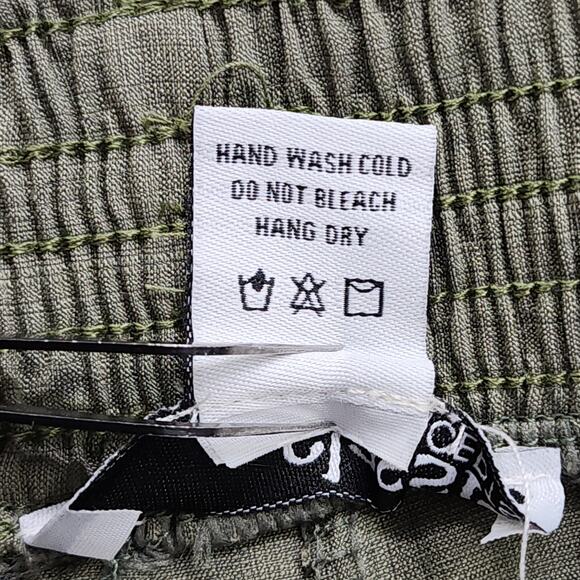 HAND WASH COLD
DO NOT BLEACH
HANG DRY